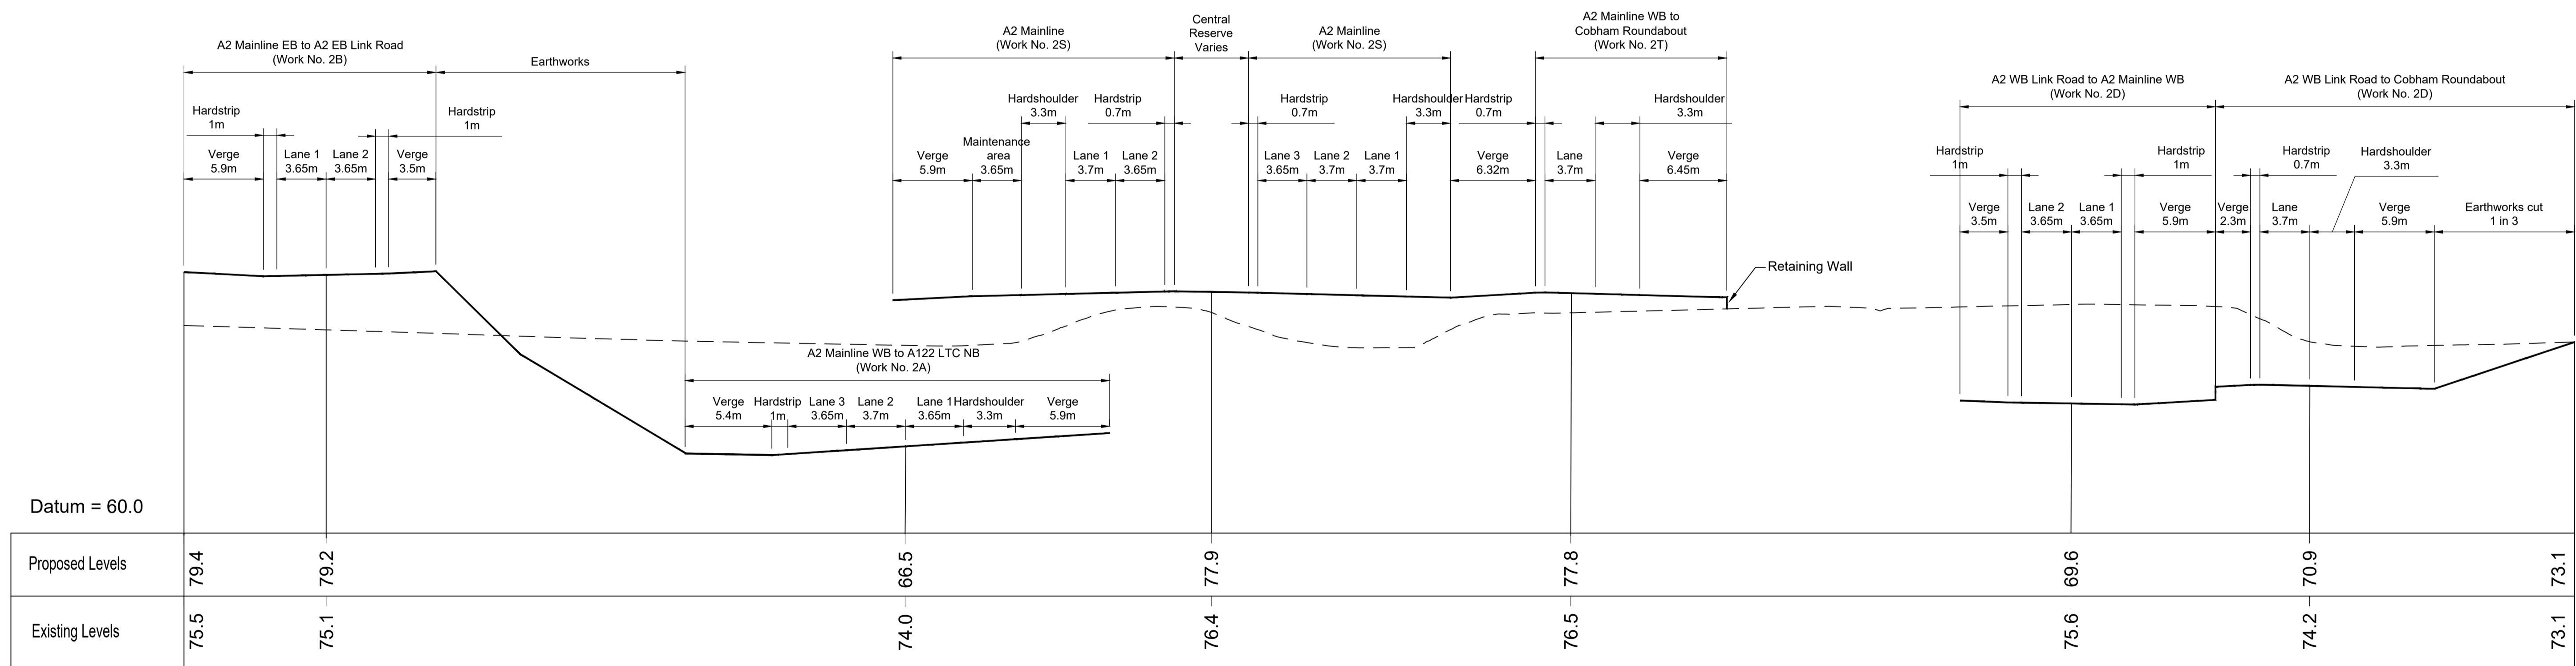 A2 Mainline EB to A2 EB Link Road
(Work No. 2B)
Earthworks
Hardstrip
1m
Hardstrip
1m
Verge
5.9m
Lane 1
3.65m
Lane 2
3.65m
Verge
3.5m
A2 Mainline
(Work No. 2S)
Central
Reserve
Varies
A2 Mainline
(Work No. 2S)
A2 Mainline WB to
Cobham Roundabout
(Work No. 2T)
Hardshoulder
3.3m
Hardstrip
0.7m
Hardstrip
0.7m
Hardshoulder
3.3m
Hardstrip
0.7m
Hardshoulder
3.3m
Verge
5.9m
Maintenance
area
3.65m
Lane 1
3.7m
Lane 2
3.65m
Lane 3
3.65m
Lane 2
3.7m
Lane 1
3.7m
Verge
6.32m
Lane
3.7m
Verge
6.45m
Retaining Wall
A2 WB Link Road to A2 Mainline WB
(Work No. 2D)
A2 WB Link Road to Cobham Roundabout
(Work No. 2D)
Hardstrip
1m
Hardstrip
1m
Hardstrip
0.7m
Hardshoulder
3.3m
Verge
3.5m
Lane 2
3.65m
Lane 1
3.65m
Verge
5.9m
Verge
2.3m
Lane
3.7m
Verge
5.9m
Earthworks cut
1 in 3
A2 Mainline WB to A122 LTC NB
(Work No. 2A)
Verge
5.4m
Hardstrip
1m
Lane 3
3.65m
Lane 2
3.7m
Lane 1
3.65m
Hardshoulder
3.3m
Verge
5.9m
Datum = 60.0
Proposed Levels
79.4
79.2
66.5
77.9
77.8
69.6
70.9
73.1
Existing Levels
75.5
75.1
74.0
76.4
76.5
75.6
74.2
73.1